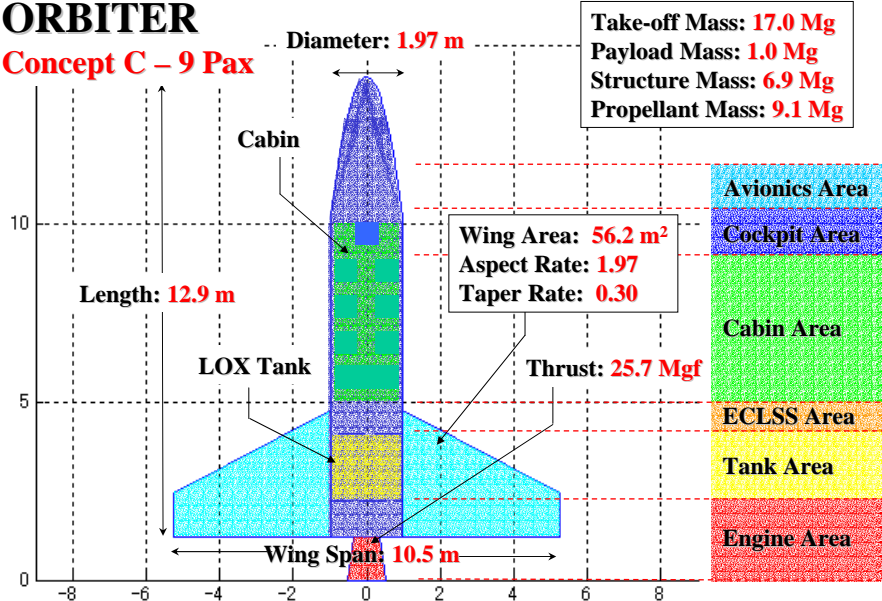 ORBITER
Concept C – 9 Pax
Diameter: 1.97 m
Take-off Mass: 17.0 Mg
Payload Mass: 1.0 Mg
Structure Mass: 6.9 Mg
Propellant Mass: 9.1 Mg
Cabin
Avionics Area
10
Wing Area: 56.2 m²
Aspect Rate: 1.97
Taper Rate: 0.30
Cockpit Area
Length: 12.9 m
Cabin Area
LOX Tank
Thrust: 25.7 Mgf
5
ECLSS Area
Tank Area
Engine Area
Wing Span: 10.5 m
0
-8 -6 -4 -2 0 2 4 6 8